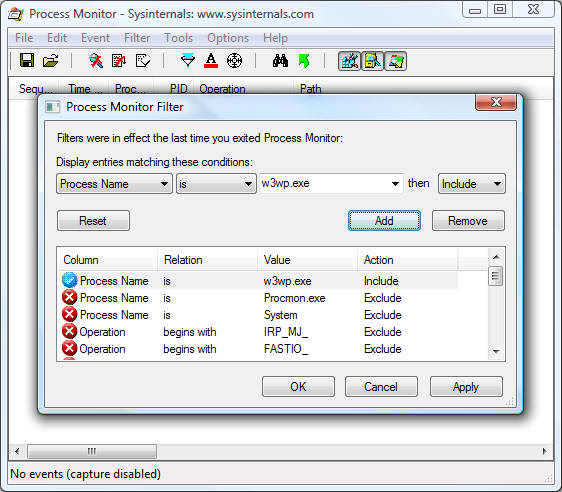 Process Monitor - Sysinternals: www.sysinternals.com
File Edit Event Filter Tools Options Help
Sequ... Time ... Proc... PID Operation Path
Process Monitor Filter
Filters were in effect the last time you exited Process Monitor:
Display entries matching these conditions:
Process Name is w3wp.exe then Include
Reset Add Remove
Column Relation Value Action
Process Name is w3wp.exe Include
Process Name is Procmon.exe Exclude
Process Name is System Exclude
Operation begins with IRP_MJ_ Exclude
Operation begins with FASTIO_ Exclude
OK Cancel Apply
No events (capture disabled)